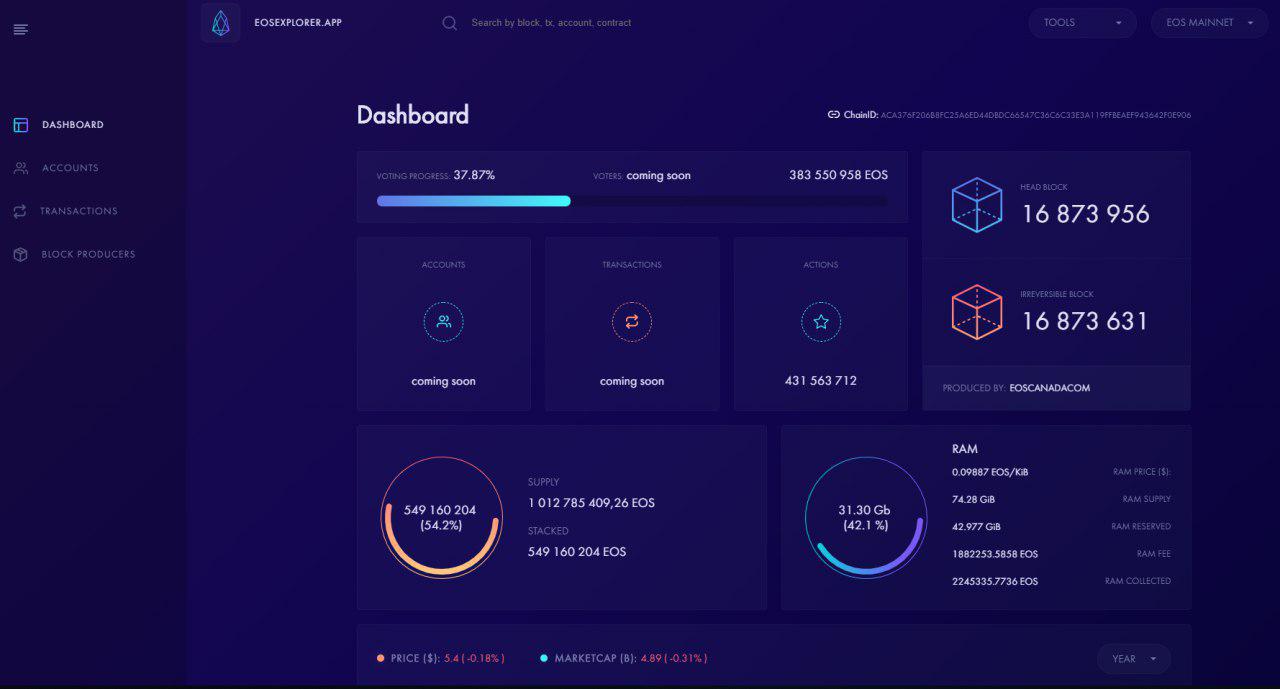 EOSEXPLORER.APP
Search by block, tx, account, contract
TOOLS
EOS MAINNET
DASHBOARD
ACCOUNTS
TRANSACTIONS
BLOCK PRODUCERS
Dashboard
ChainID: ACA376F206B8FC25A6ED44DBDC66547C36C6C33E3A119FFBEAEF943642F0E906
VOTING PROGRESS: 37.87%
VOTERS: coming soon
383 550 958 EOS
HEAD BLOCK
16 873 956
IRREVERSIBLE BLOCK
16 873 631
PRODUCED BY: EOSCANADACOM
ACCOUNTS
coming soon
TRANSACTIONS
coming soon
ACTIONS
431 563 712
549 160 204
(54.2%)
SUPPLY
1 012 785 409,26 EOS
STACKED
549 160 204 EOS
31.30 Gb
(42.1 %)
RAM
0.09887 EOS/KiB RAM PRICE ($):
74.28 GiB RAM SUPPLY
42.977 GiB RAM RESERVED
1882253.5858 EOS RAM FEE
2245335.7736 EOS RAM COLLECTED
PRICE ($): 5.4 ( -0.18% )
MARKETCAP (B): 4.89 ( -0.31% )
YEAR